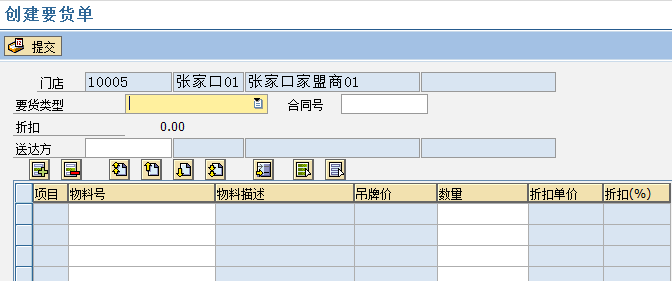 创建要货单
提交
门店 10005 张家口01 张家口家盟商01
要货类型 合同号
折扣 0.00
送达方
项目 物料号 物料描述 吊牌价 数量 折扣单价 折扣(%)